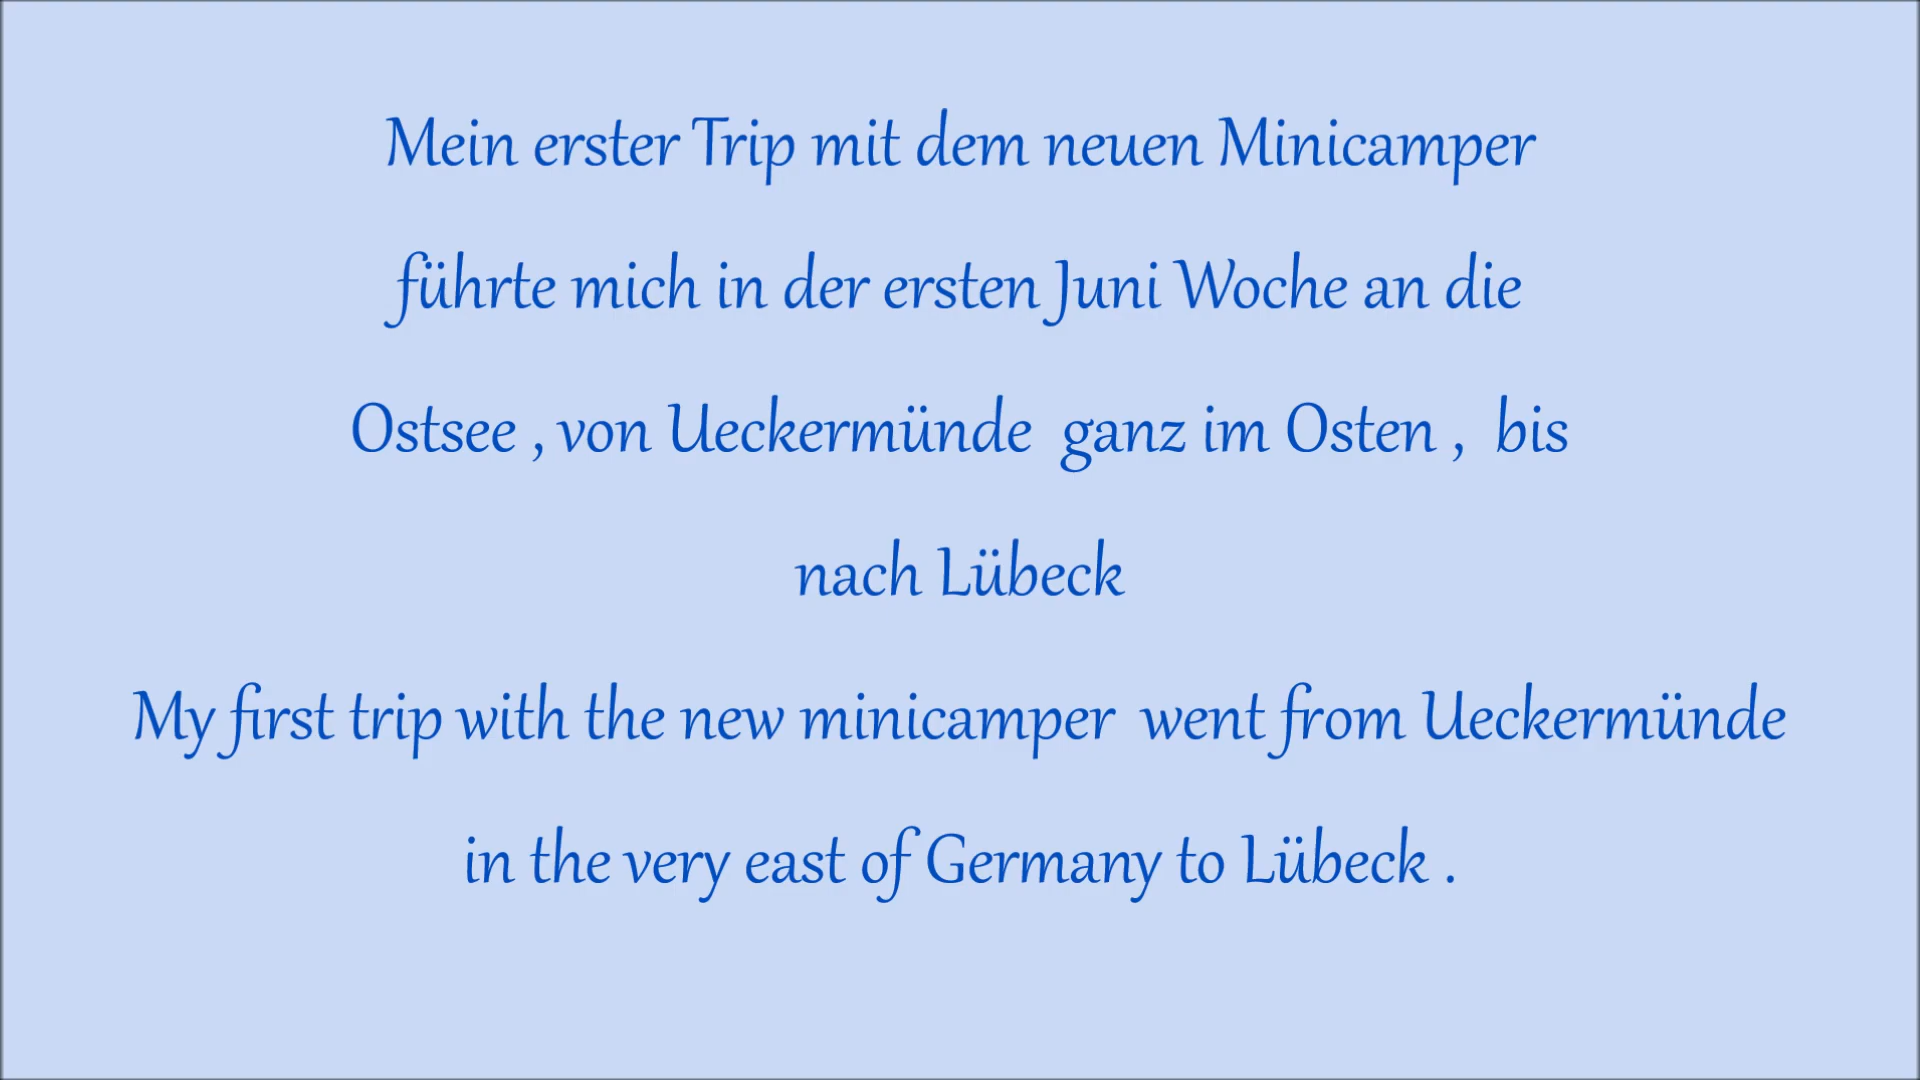 Mein erster Trip mit dem neuen Minicamper
führte mich in der ersten Juni Woche an die
Ostsee , von Ueckermünde  ganz im Osten ,  bis
nach Lübeck
My first trip with the new minicamper  went from Ueckermünde
in the very east of Germany to Lübeck .